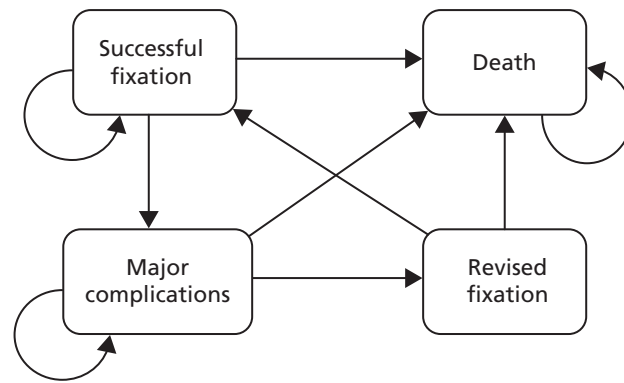 Successful
fixation
Death
Major
complications
Revised
fixation